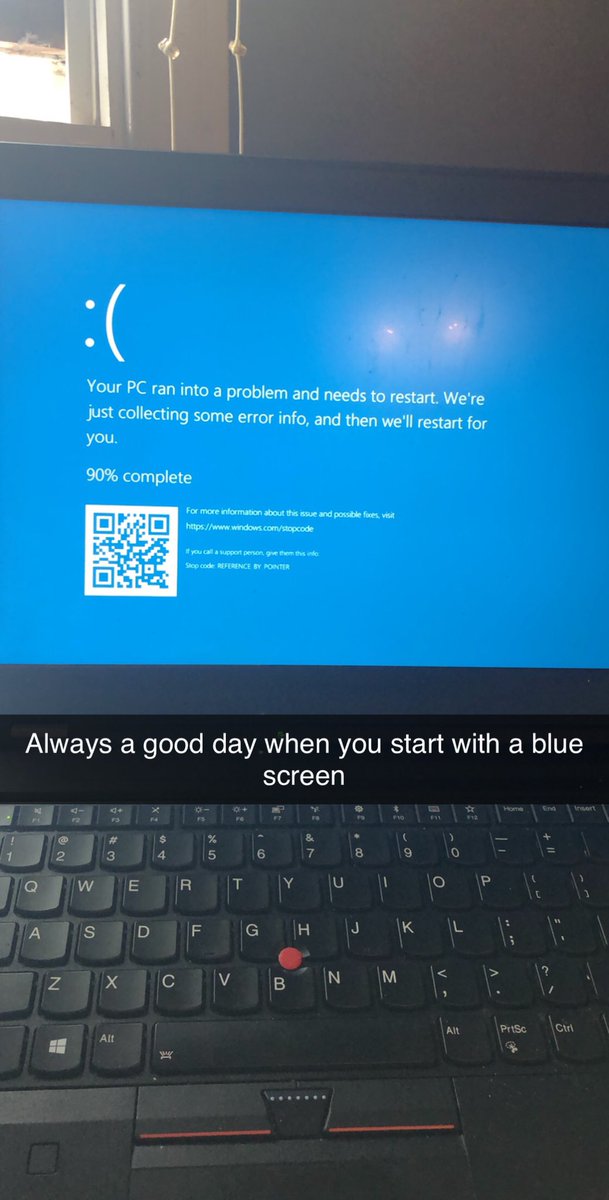 :(
Your PC ran into a problem and needs to restart. We're
just collecting some error info, and then we'll restart for
you.
90% complete
For more information about this issue and possible fixes, visit
https://www.windows.com/stopcode
If you call a support person, give them this info:
Stop code: REFERENCE BY POINTER
Always a good day when you start with a blue
screen
F1 F2 F3 F4 F5 F6 F7 F8 F9 F10 F11 F12 Home End Insert
! @ # $ % ^ & * ( ) — +
1 2 3 4 5 6 7 8 9 0 - =
Q W E R T Y U I O P { }
[ ]
A S D F G H J K L : "
; '
Z X C V B N M < > ?
, . /
Alt Alt PrtSc Ctrl